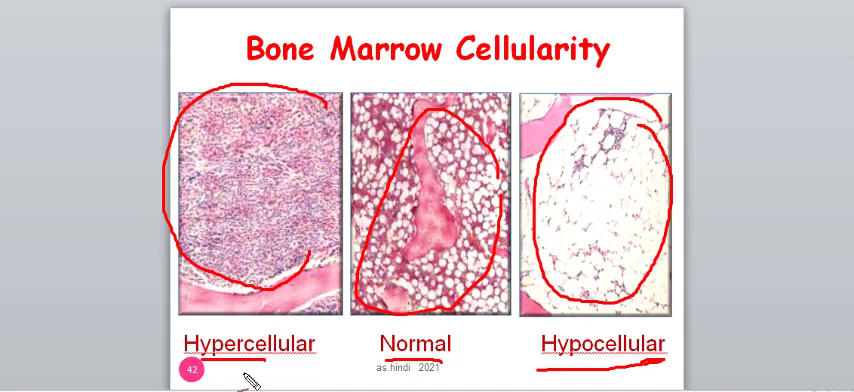 Bone Marrow Cellularity
Hypercellular Normal Hypocellular
42 as.hindi 2021